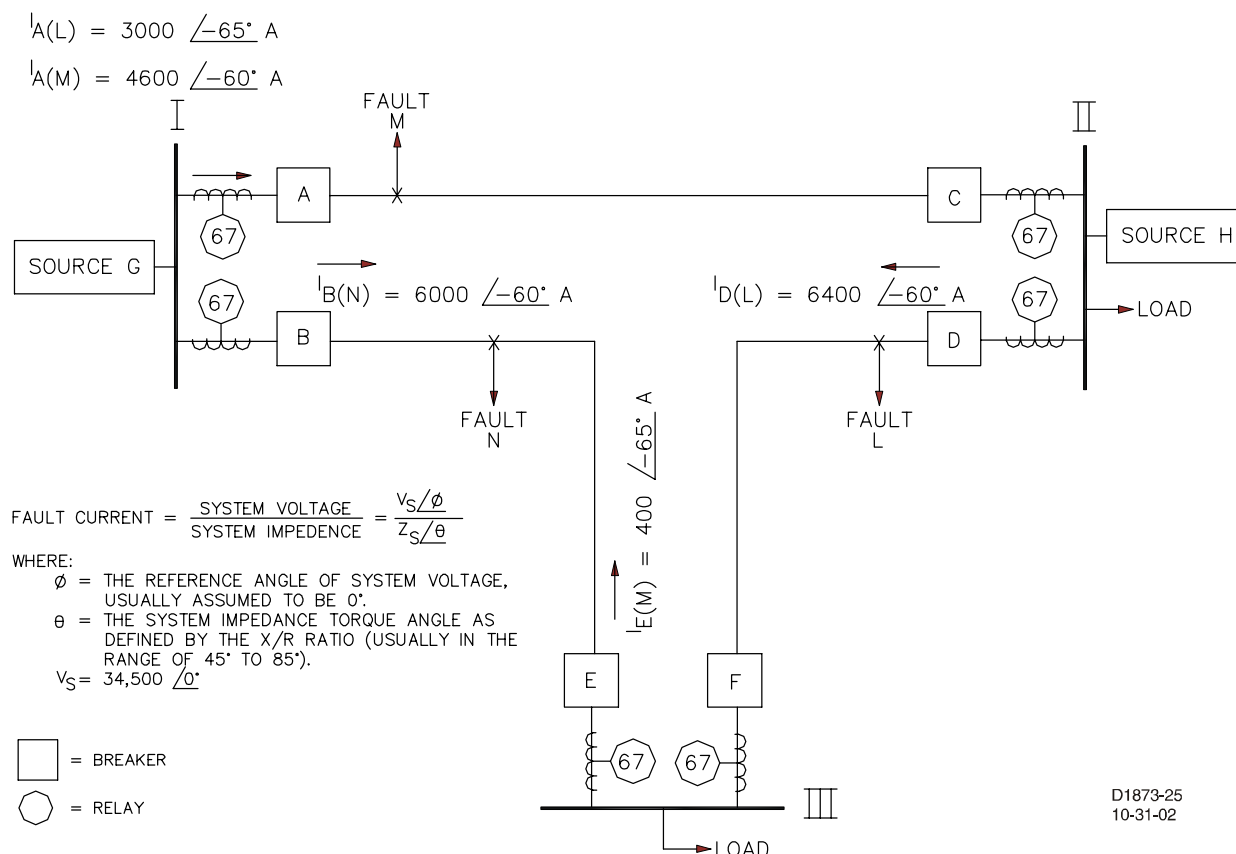 IA(L) = 3000 /-65° A
IA(M) = 4600 /-60° A
I
FAULT
M
II
A
C
67
67
SOURCE G
SOURCE H
IB(N) = 6000 /-60° A
ID(L) = 6400 /-60° A
67
67
LOAD
B
D
FAULT
N
FAULT
L
IE(M) = 400 /-65° A
FAULT CURRENT = SYSTEM VOLTAGE / SYSTEM IMPEDENCE = VS/ø / ZS/θ
WHERE:
ø = THE REFERENCE ANGLE OF SYSTEM VOLTAGE,
USUALLY ASSUMED TO BE 0°.
θ = THE SYSTEM IMPEDANCE TORQUE ANGLE AS
DEFINED BY THE X/R RATIO (USUALLY IN THE
RANGE OF 45° TO 85°).
VS= 34,500 /0°
E
F
= BREAKER
67
67
= RELAY
III
LOAD
D1873-25
10-31-02